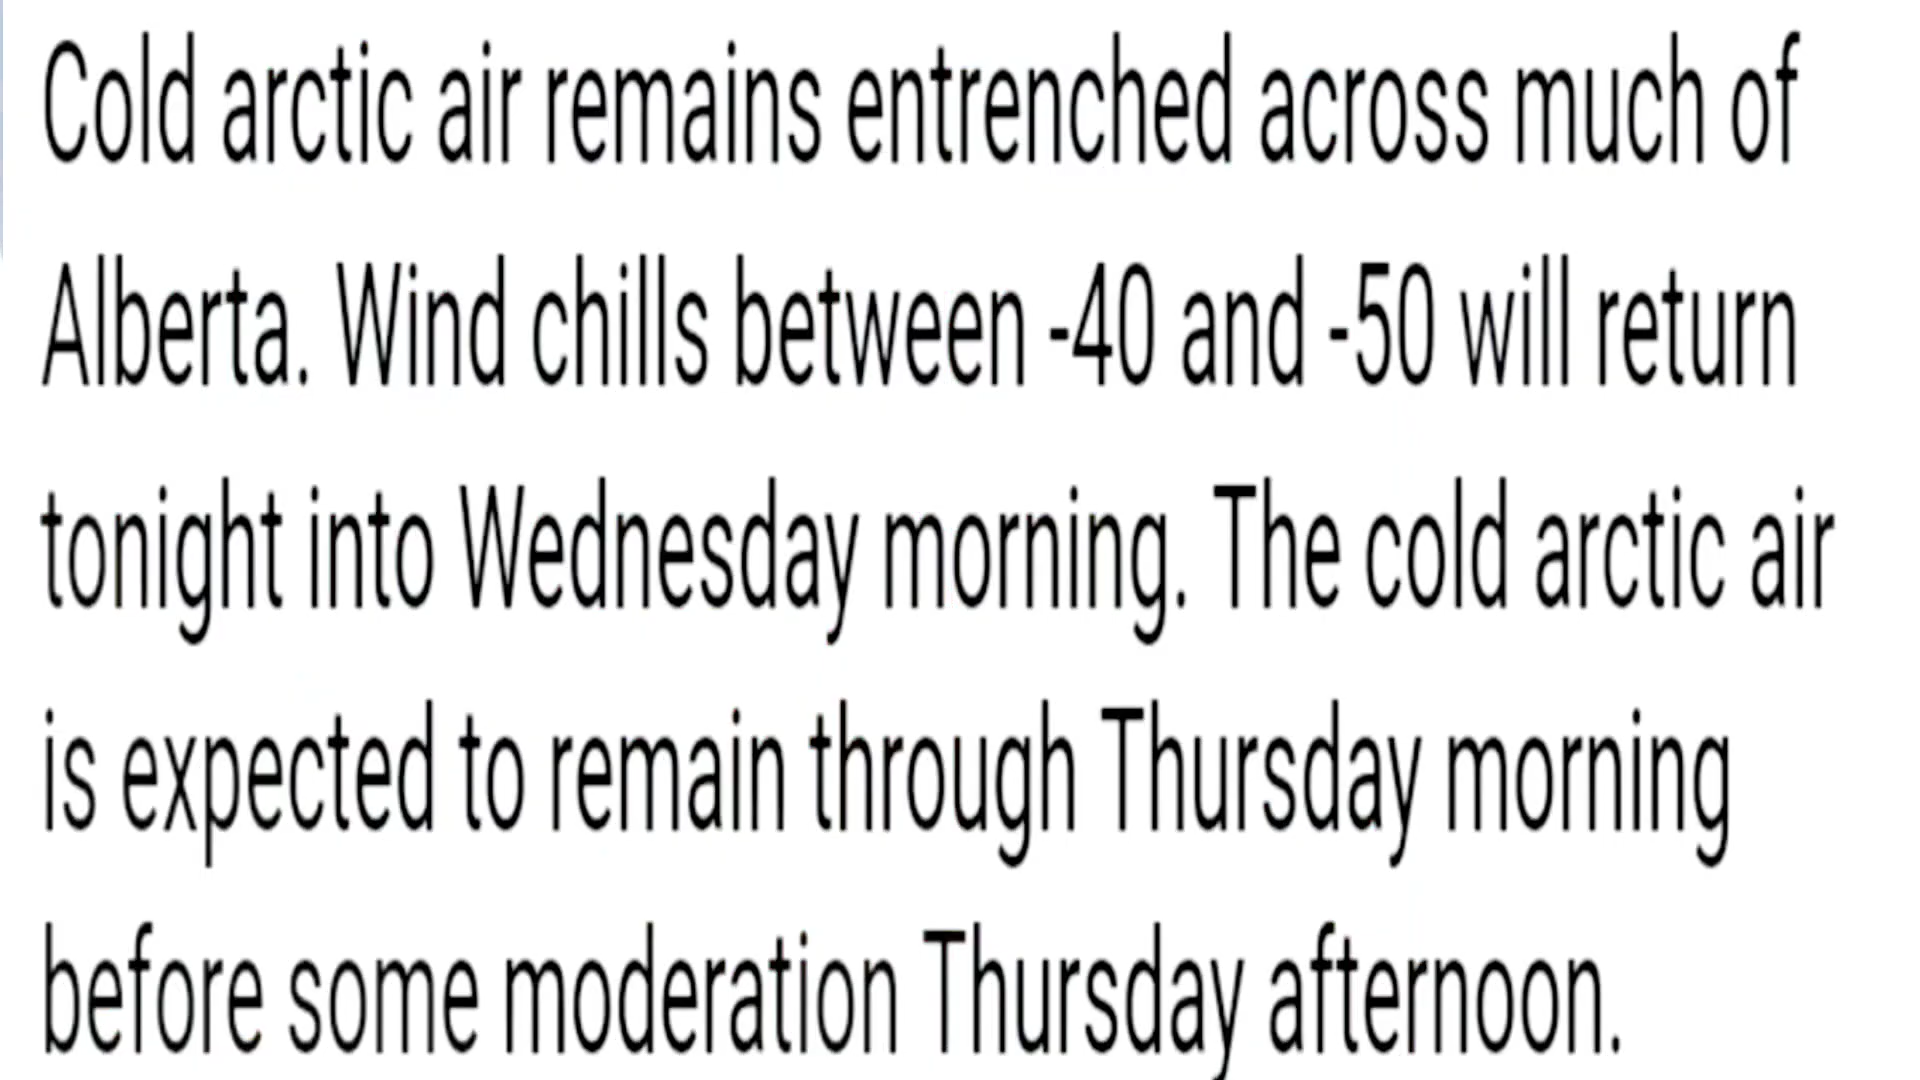 Cold arctic air remains entrenched across much of
Alberta. Wind chills between -40 and -50 will return
tonight into Wednesday morning. The cold arctic air
is expected to remain through Thursday morning
before some moderation Thursday afternoon.